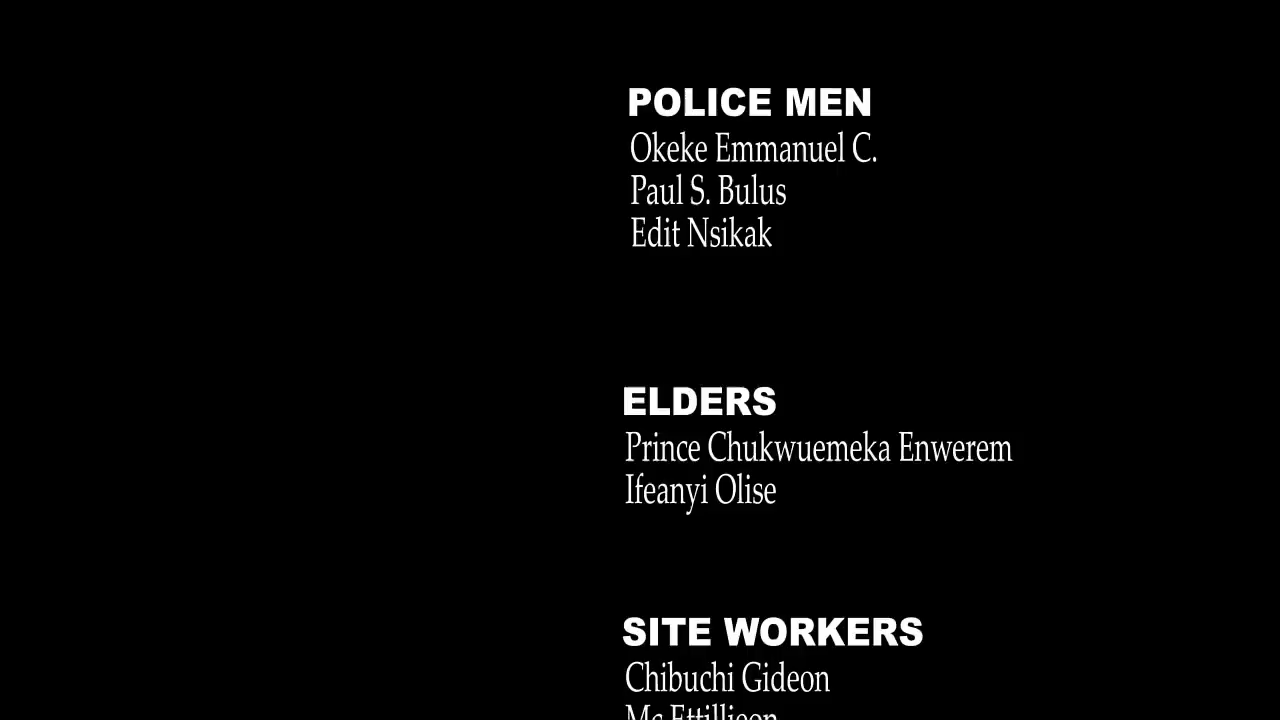 POLICE MEN
Okeke Emmanuel C.
Paul S. Bulus
Edit Nsikak
ELDERS
Prince Chukwuemeka Enwerem
Ifeanyi Olise
SITE WORKERS
Chibuchi Gideon